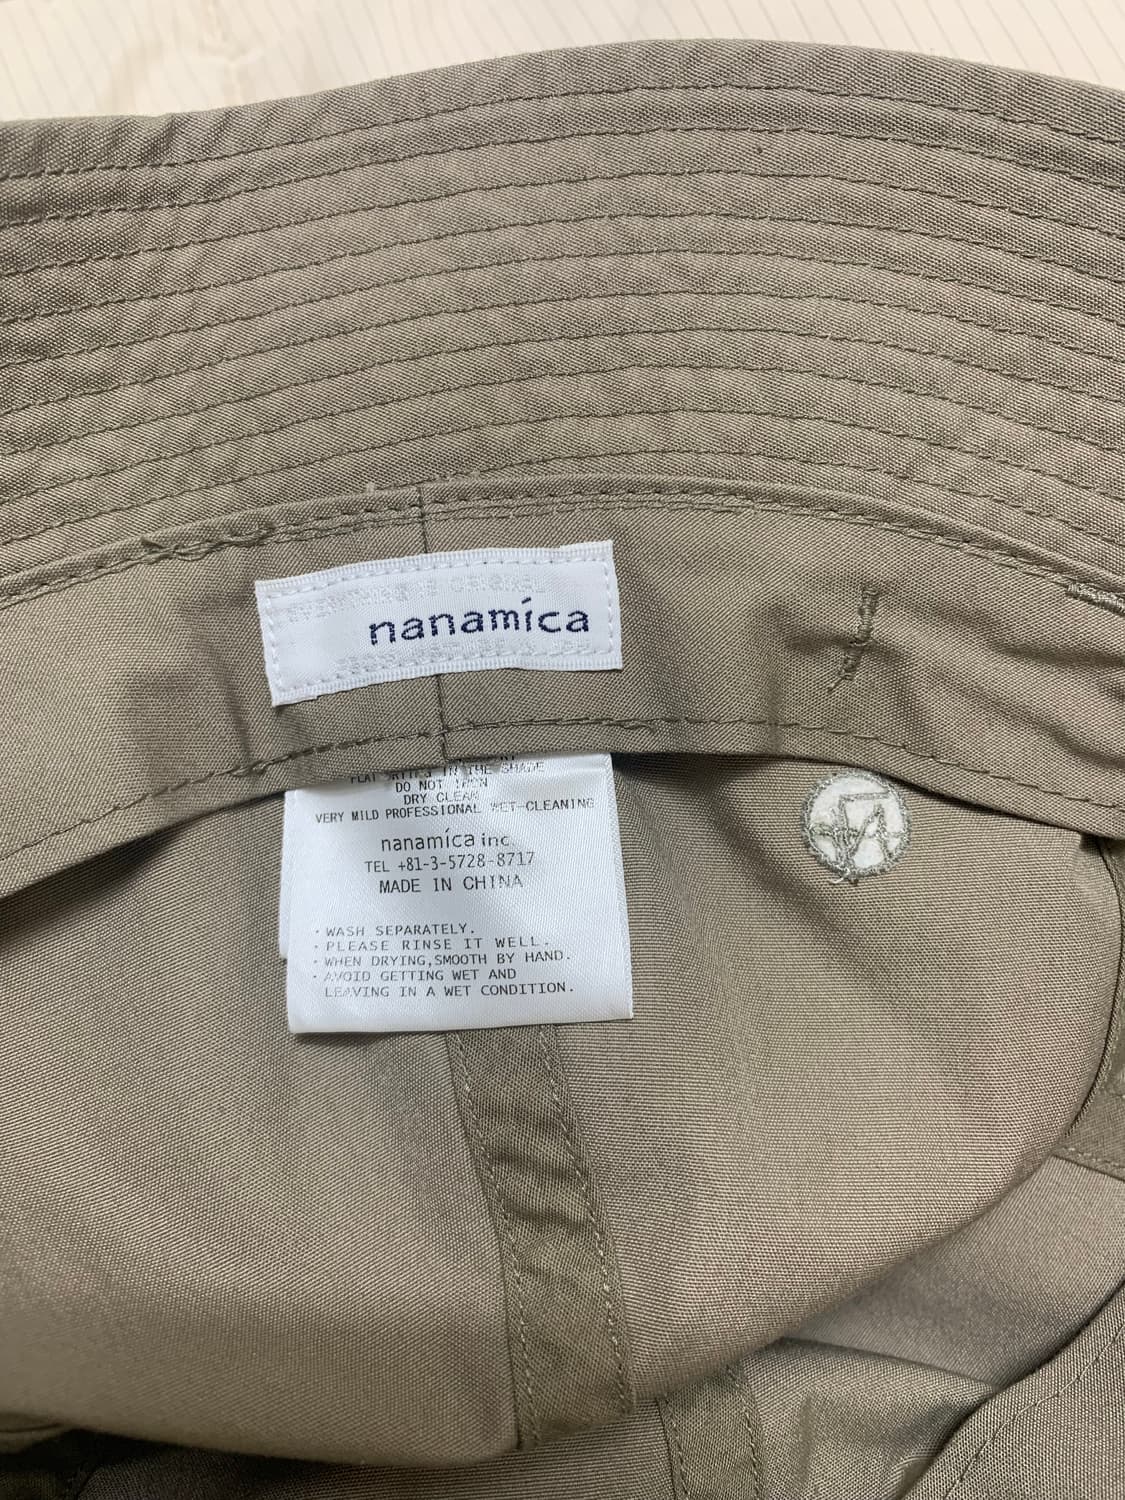 nanamica
FLAT IN THE SHADE
DO NOT IRON
DRY CLEAN
VERY MILD PROFESSIONAL WET-CLEANING
nanamica inc.
TEL +81-3-5728-8717
MADE IN CHINA
・WASH SEPARATELY.
・PLEASE RINSE IT WELL.
・WHEN DRYING,SMOOTH BY HAND.
・AVOID GETTING WET AND
LEAVING IN A WET CONDITION.